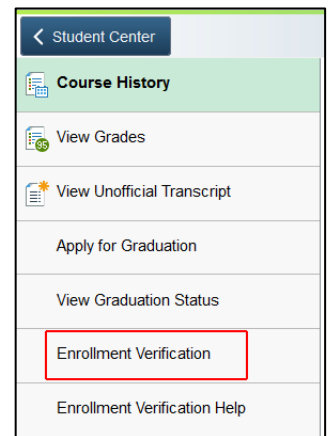 Student Center
Course History
95
View Grades
View Unofficial Transcript
Apply for Graduation
View Graduation Status
Enrollment Verification
Enrollment Verification Help